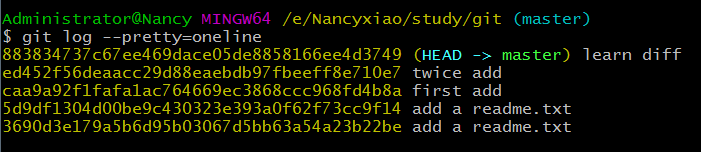 Administrator@Nancy MINGW64 /e/Nancyxiao/study/git (master)
$ git log --pretty=oneline
883834737c67ee469dace05de8858166ee4d3749 (HEAD -> master) learn diff
ed452f56deaacc29d88eaebdb97fbeeff8e710e7 twice add
caa9a92f1fafa1ac764669ec3868ccc968fd4b8a first add
5d9df1304d00be9c430323e393a0f62f73cc9f14 add a readme.txt
3690d3e179a5b6d95b03067d5bb63a54a23b22be add a readme.txt